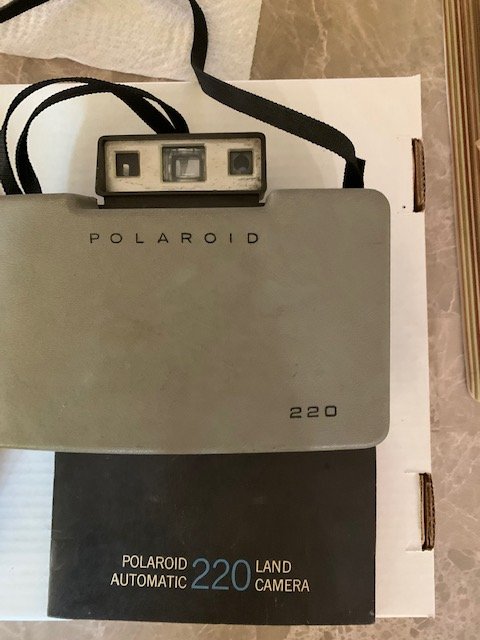 POLAROID
220
POLAROID AUTOMATIC 220 LAND CAMERA